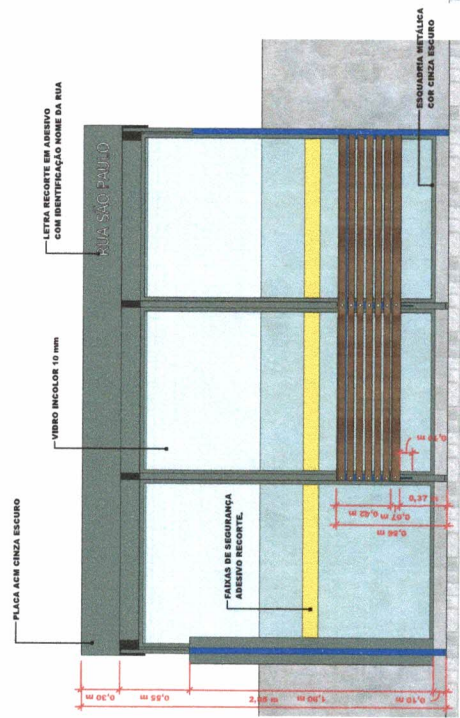 PLACA ACM CINZA ESCURO
LETRA RECORTE EM ADESIVO
COM IDENTIFICAÇÃO NOME DA RUA
RUA SÃO PAULO
VIDRO INCOLOR 10 mm
FAIXAS DE SEGURANÇA
ADESIVO RECORTE.
ESQUADRIA METÁLICA
COR CINZA ESCURO
0,30 m
0,55 m
1,80 m
0,10 m
0,56 m
0,42 m
0,07 m
0,37